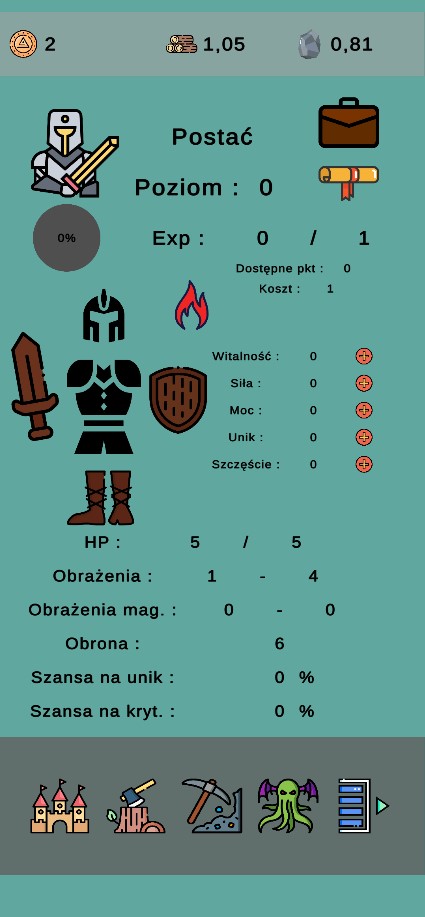 2 1,05 0,81
Postać
Poziom : 0
0% Exp : 0 / 1
Dostępne pkt : 0
Koszt : 1
Witalność : 0
Siła : 0
Moc : 0
Unik : 0
Szczęście : 0
HP : 5 / 5
Obrażenia : 1 - 4
Obrażenia mag. : 0 - 0
Obrona : 6
Szansa na unik : 0 %
Szansa na kryt. : 0 %